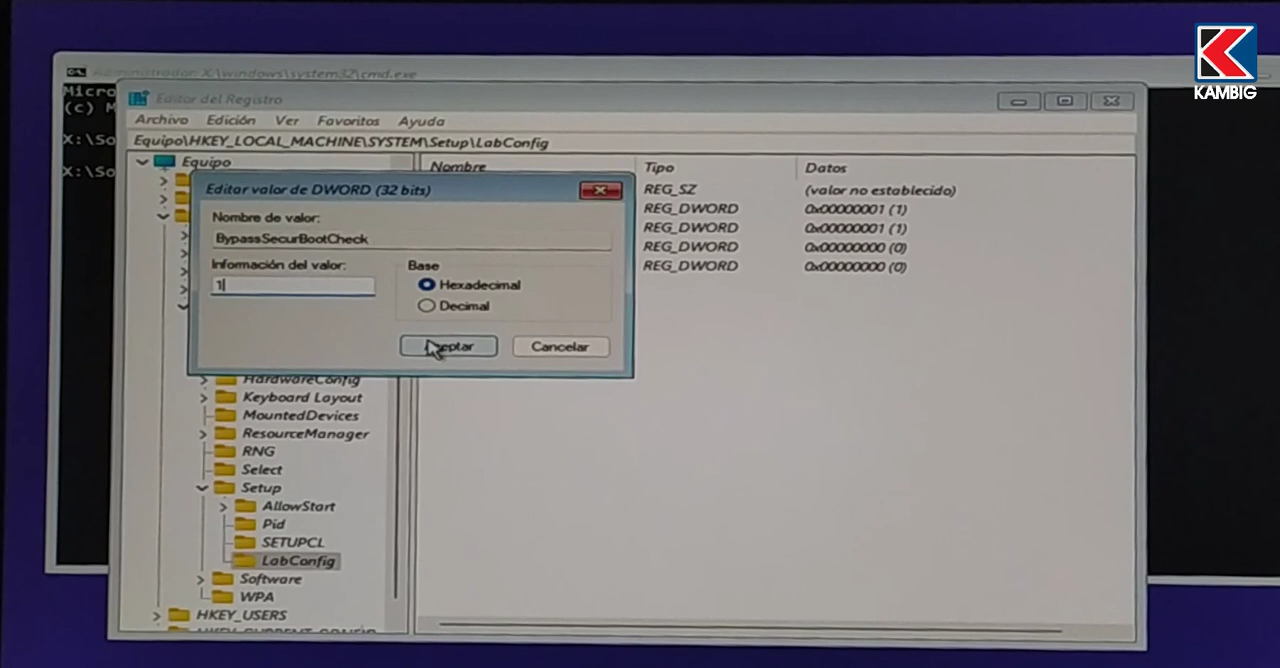 KAMBIG
Administrador: X:\windows\system32\cmd.exe
Micro
(c) M
X:\So
X:\So
Editor del Registro
Archivo Edición Ver Favoritos Ayuda
Equipo\HKEY_LOCAL_MACHINE\SYSTEM\Setup\LabConfig
Equipo
Nombre Tipo Datos
REG_SZ (valor no establecido)
REG_DWORD 0x00000001 (1)
REG_DWORD 0x00000001 (1)
REG_DWORD 0x00000000 (0)
REG_DWORD 0x00000000 (0)
Editar valor de DWORD (32 bits)
Nombre de valor:
BypassSecurBootCheck
Información del valor:
1
Base
Hexadecimal
Decimal
Cancelar
HardwareConfig
Keyboard Layout
MountedDevices
ResourceManager
RNG
Select
Setup
AllowStart
Pid
SETUPCL
LabConfig
Software
WPA
HKEY_USERS
HKEY_CURRENT_CONFIG